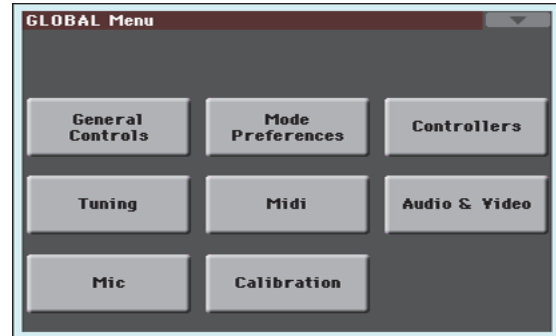 GLOBAL Menu
General
Controls
Mode
Preferences
Controllers
Tuning
Midi
Audio & Video
Mic
Calibration